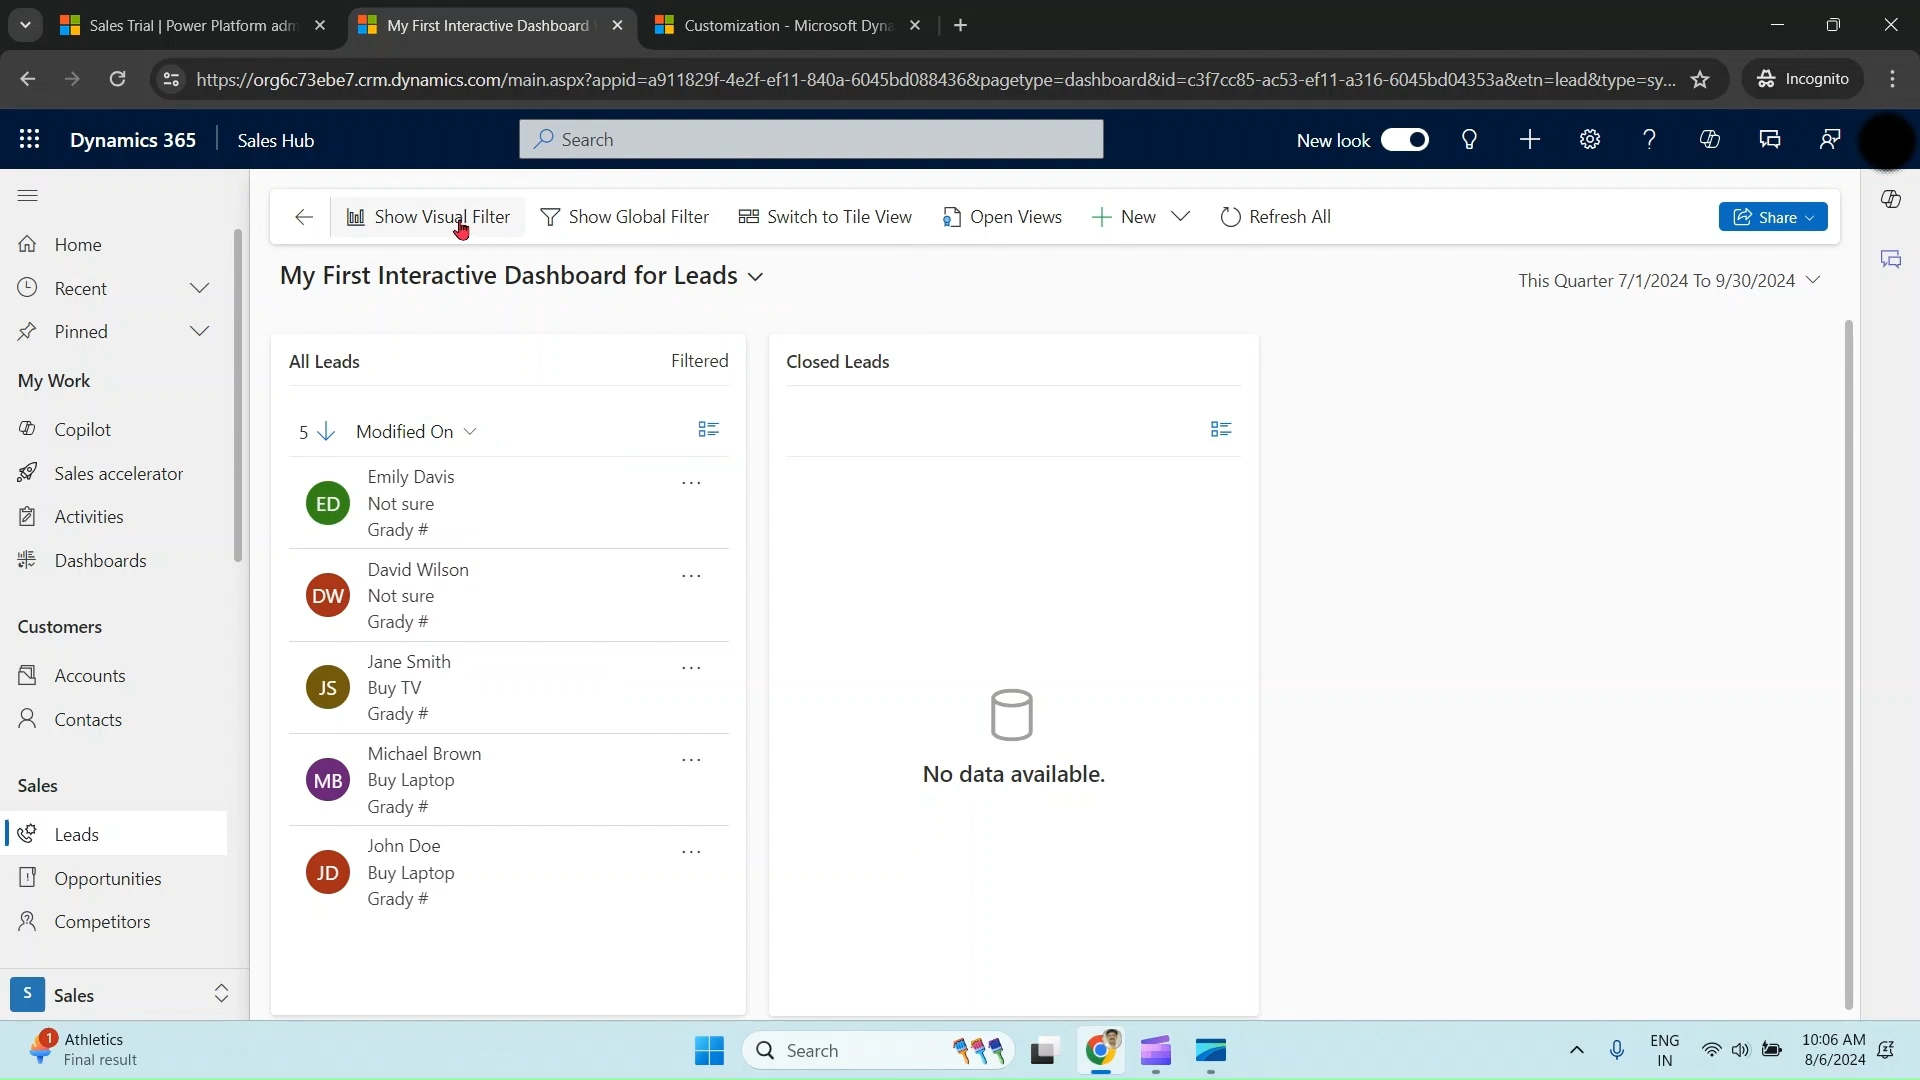 Sales Trial | Power Platform adm
My First Interactive Dashboard f
Customization - Microsoft Dyna
https://org6c73ebe7.crm.dynamics.com/main.aspx?appid=a911829f-4e2f-ef11-840a-6045bd088436&pagetype=dashboard&id=c3f7cc85-ac53-ef11-a316-6045bd04353a&etn=lead&type=sy...
Incognito
Dynamics 365
Sales Hub
Search
New look
Home
Recent
Pinned
My Work
Copilot
Sales accelerator
Activities
Dashboards
Customers
Accounts
Contacts
Sales
Leads
Opportunities
Competitors
S
Sales
Show Visual Filter
Show Global Filter
Switch to Tile View
Open Views
New
Refresh All
Share
My First Interactive Dashboard for Leads
This Quarter 7/1/2024 To 9/30/2024
All Leads
Filtered
5
Modified On
ED
Emily Davis
Not sure
Grady #
...
DW
David Wilson
Not sure
Grady #
...
JS
Jane Smith
Buy TV
Grady #
...
MB
Michael Brown
Buy Laptop
Grady #
...
JD
John Doe
Buy Laptop
Grady #
...
Closed Leads
No data available.
1
Athletics
Final result
Search
ENG
IN
10:06 AM
8/6/2024